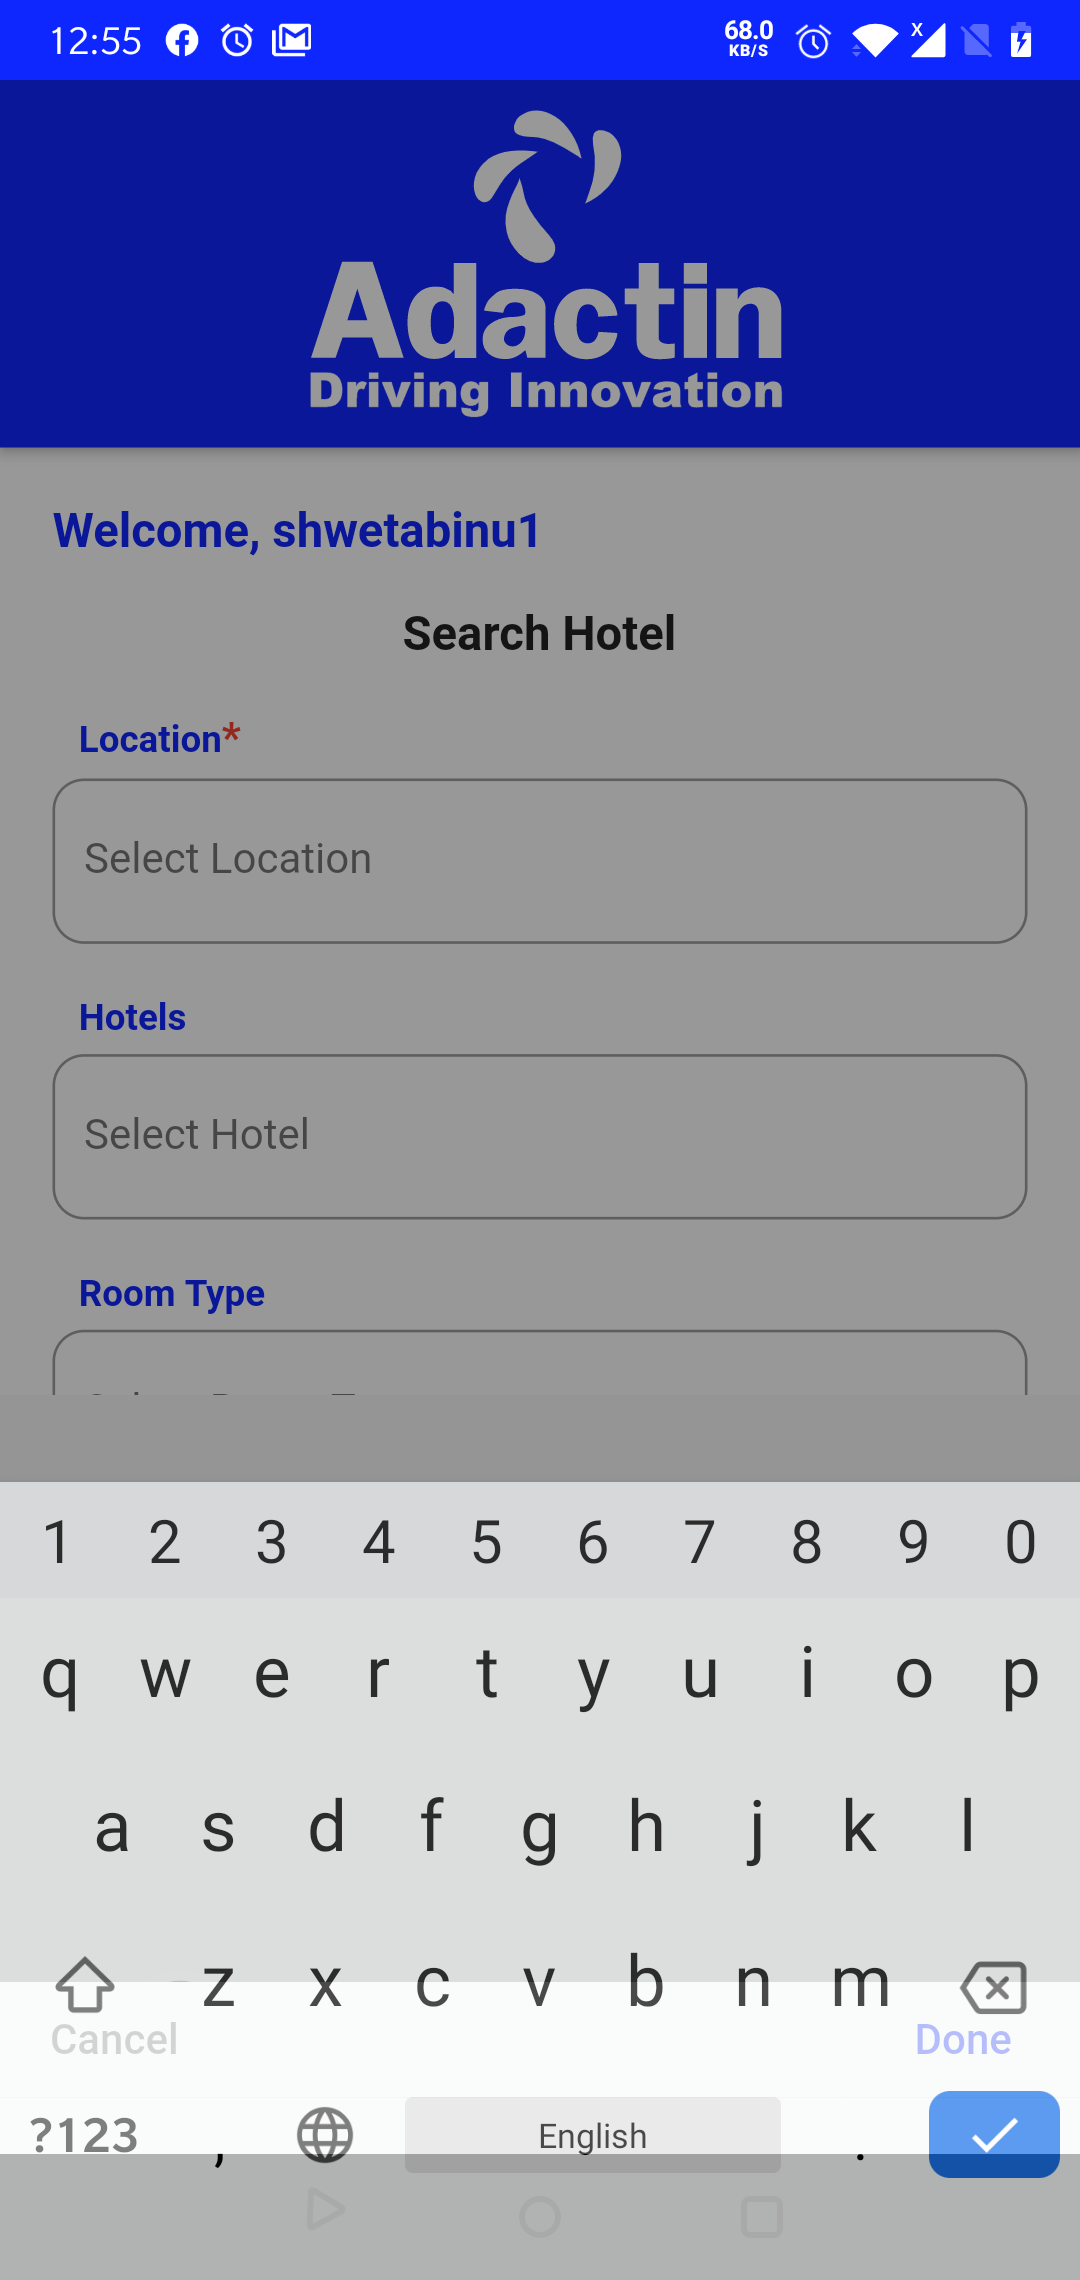 12:55
68.0
KB/S
X
Adactin
Driving Innovation
Welcome, shwetabinu1
Search Hotel
Location*
Select Location
Hotels
Select Hotel
Room Type
1 2 3 4 5 6 7 8 9 0
q w e r t y u i o p
a s d f g h j k l
z x c v b n m
Cancel Done
?123 , English .